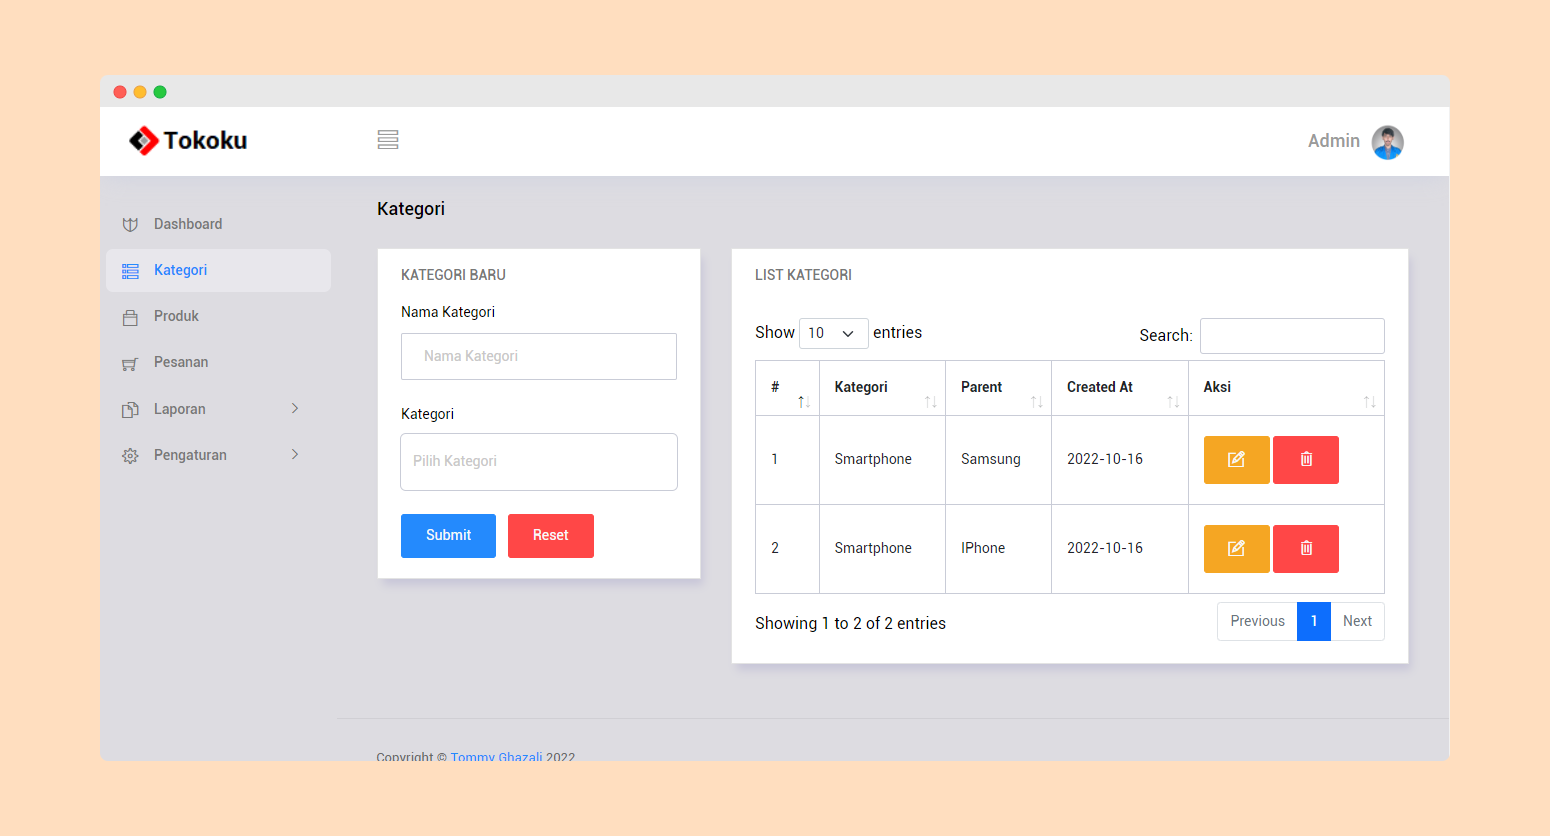 Tokoku
Admin
Dashboard
Kategori
Produk
Pesanan
Laporan
Pengaturan
Kategori
KATEGORI BARU
Nama Kategori
Nama Kategori
Kategori
Pilih Kategori
Submit Reset
LIST KATEGORI
Show 10 entries Search:
# Kategori Parent Created At Aksi
1 Smartphone Samsung 2022-10-16
2 Smartphone IPhone 2022-10-16
Showing 1 to 2 of 2 entries Previous 1 Next
Copyright © Tommy Ghazali 2022